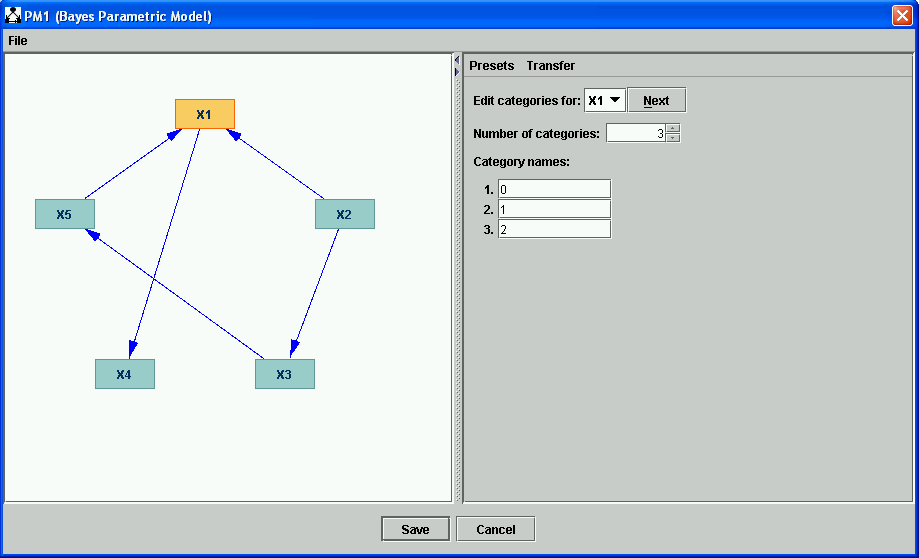 PM1 (Bayes Parametric Model)
File
Presets Transfer
Edit categories for: X1 Next
Number of categories: 3
Category names:
1. 0
2. 1
3. 2
X1
X5 X2
X4 X3
Save Cancel